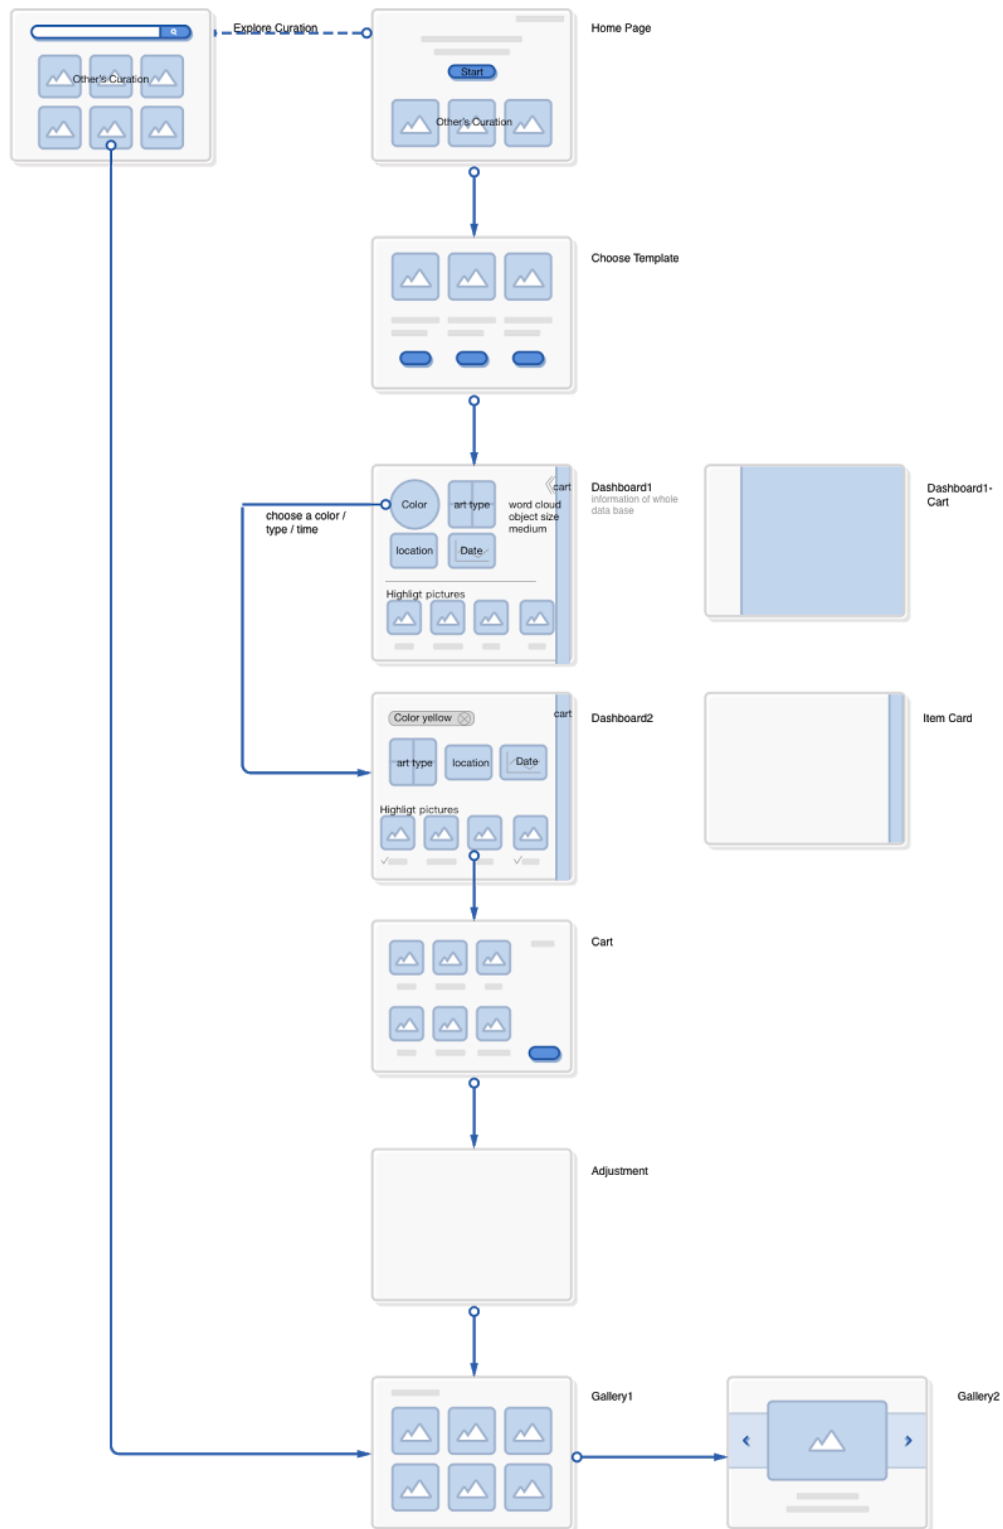 Explore Curation
Home Page
Start
Other's Curation
Other's Curation
Choose Template
Color
art type
word cloud
object size
medium
cart
Dashboard1
information of whole
data base
Dashboard1-
Cart
choose a color /
type / time
location
Date
Highligt pictures
Color yellow
cart
Dashboard2
Item Card
art type
location
Date
Highligt pictures
Cart
Adjustment
Gallery1
Gallery2